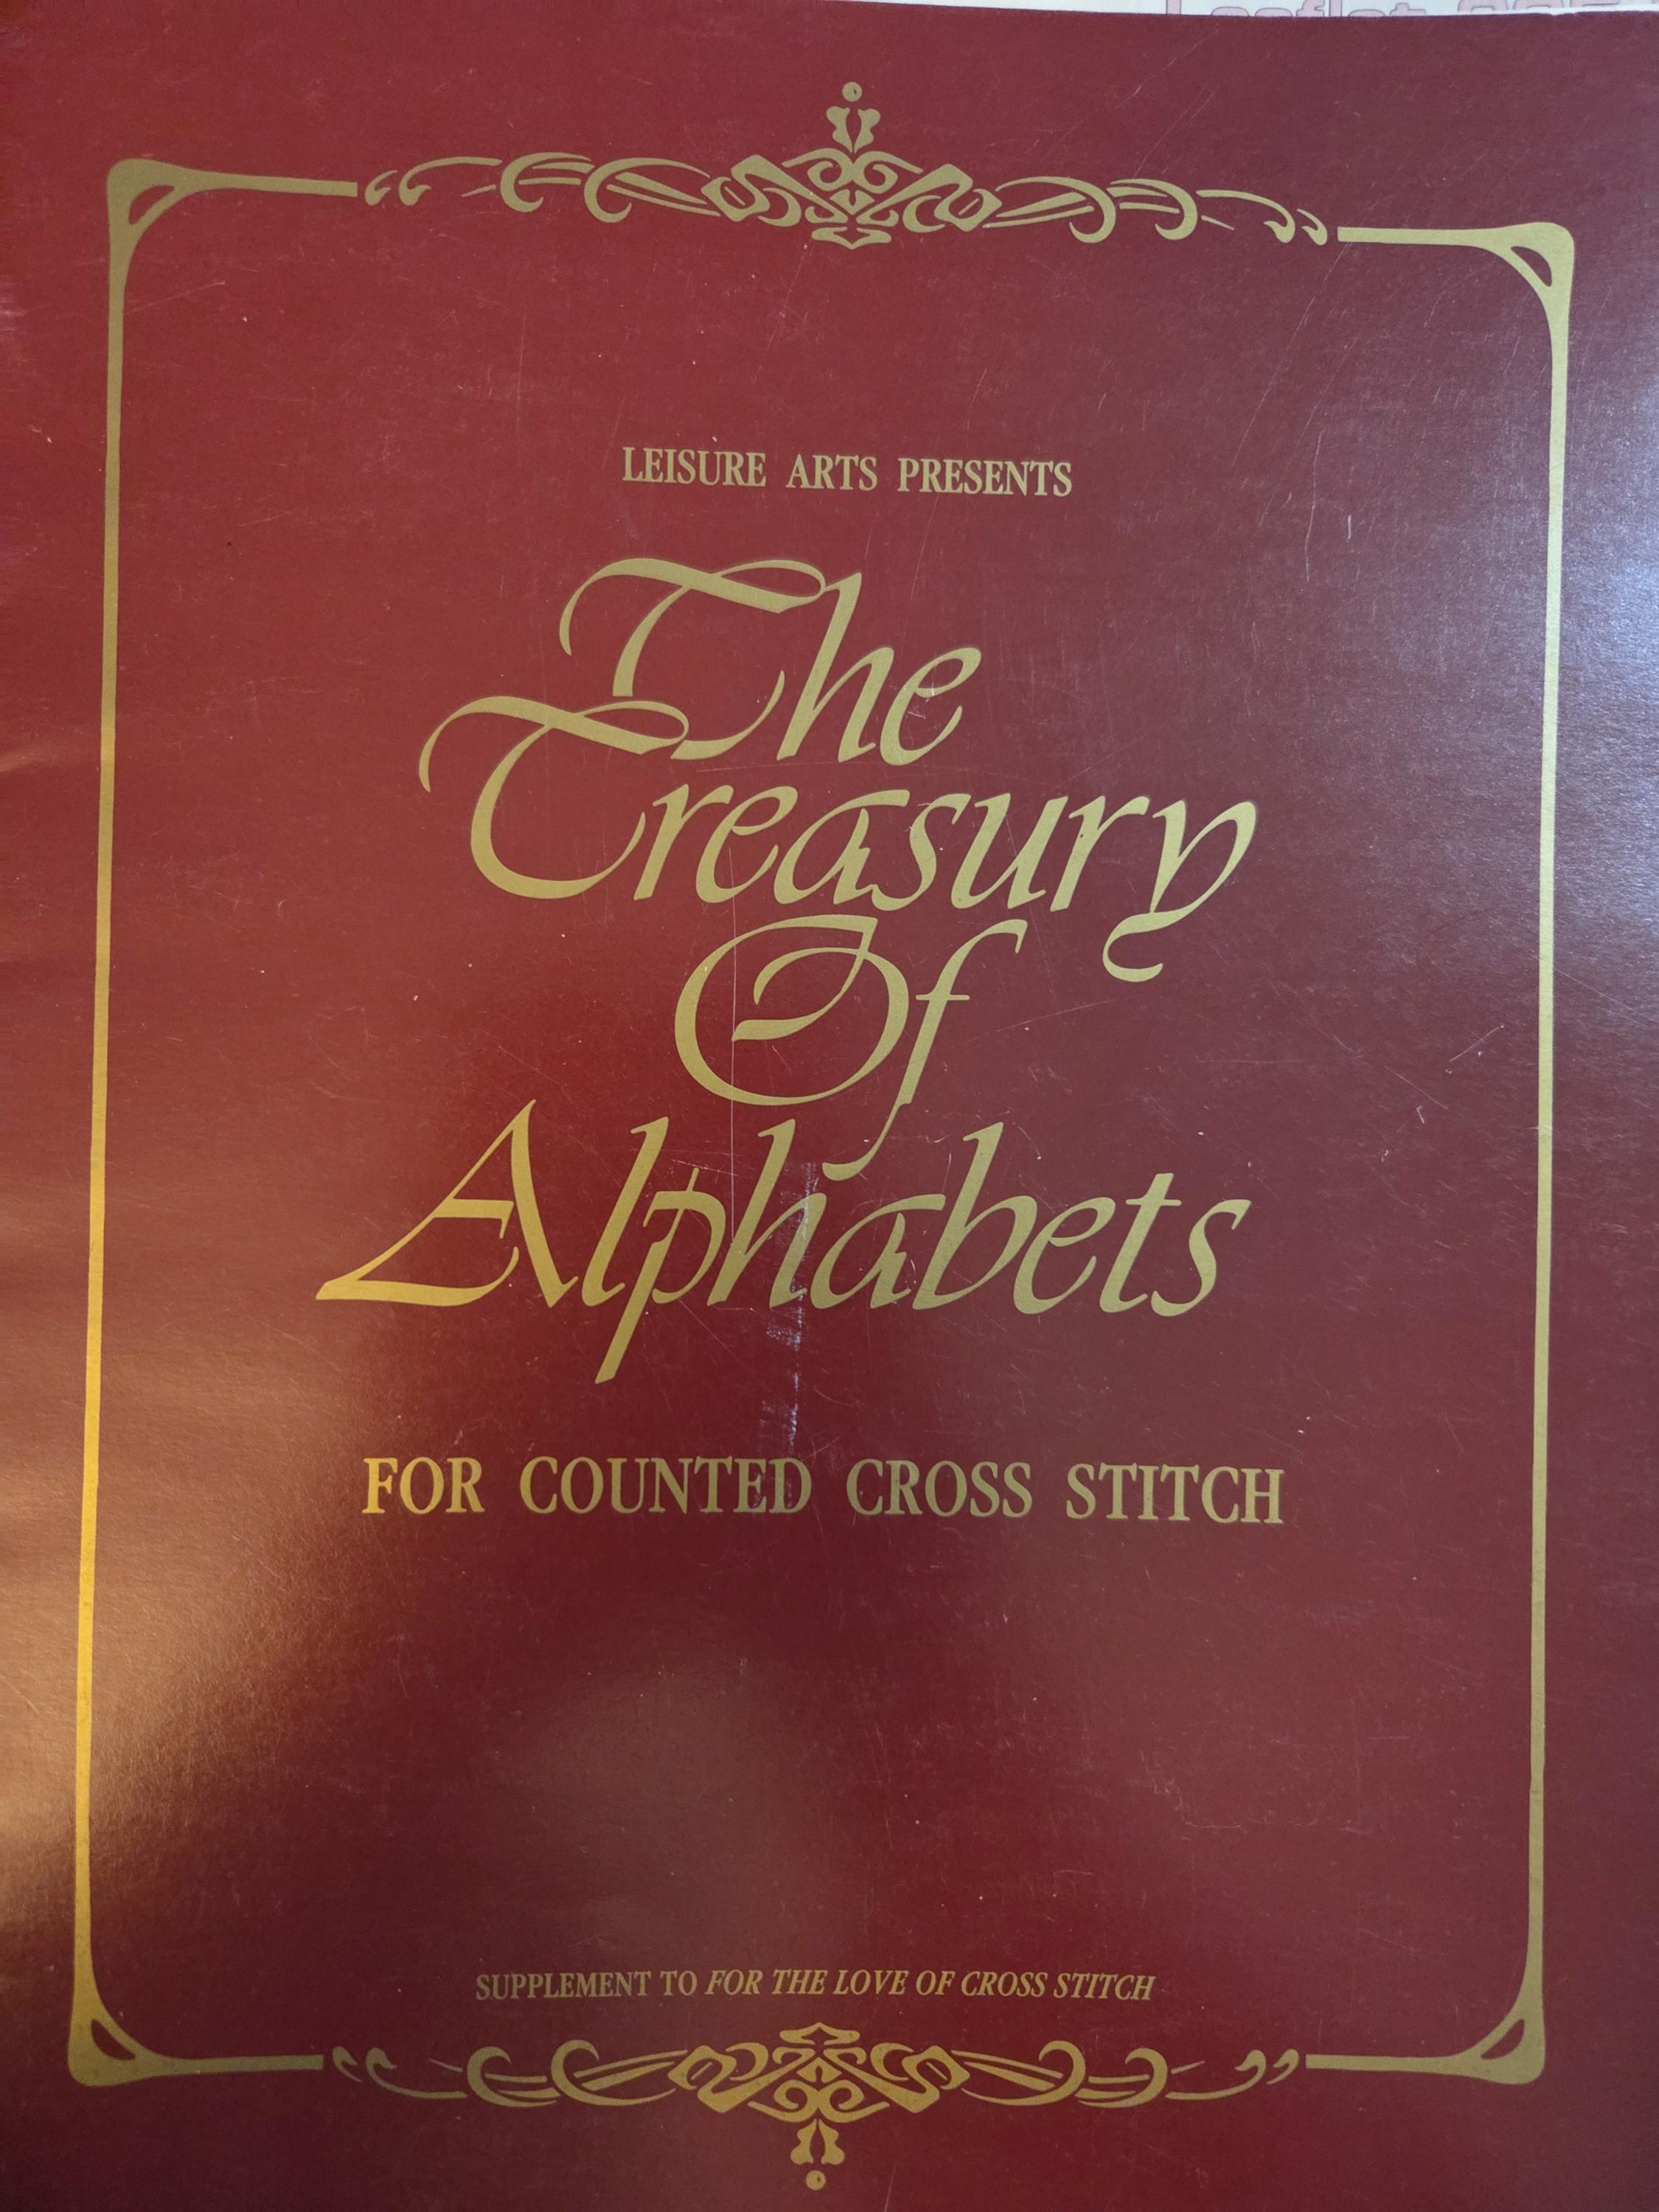 LEISURE ARTS PRESENTS
The
Treasury
Of
Alphabets
FOR COUNTED CROSS STITCH
SUPPLEMENT TO FOR THE LOVE OF CROSS STITCH